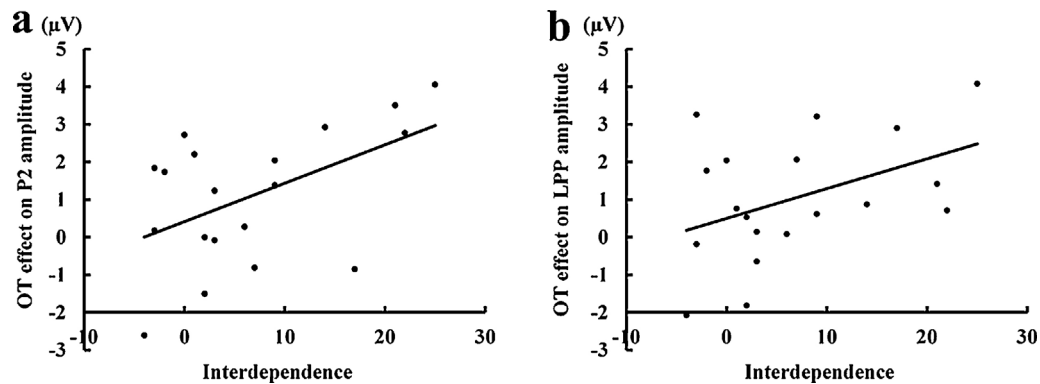 a (μV)
5
4
3
2
1
0
-1
-2
-3
-10 0 10 20 30
OT effect on P2 amplitude
Interdependence
b (μV)
5
4
3
2
1
0
-1
-2
-3
-10 0 10 20 30
OT effect on LPP amplitude
Interdependence